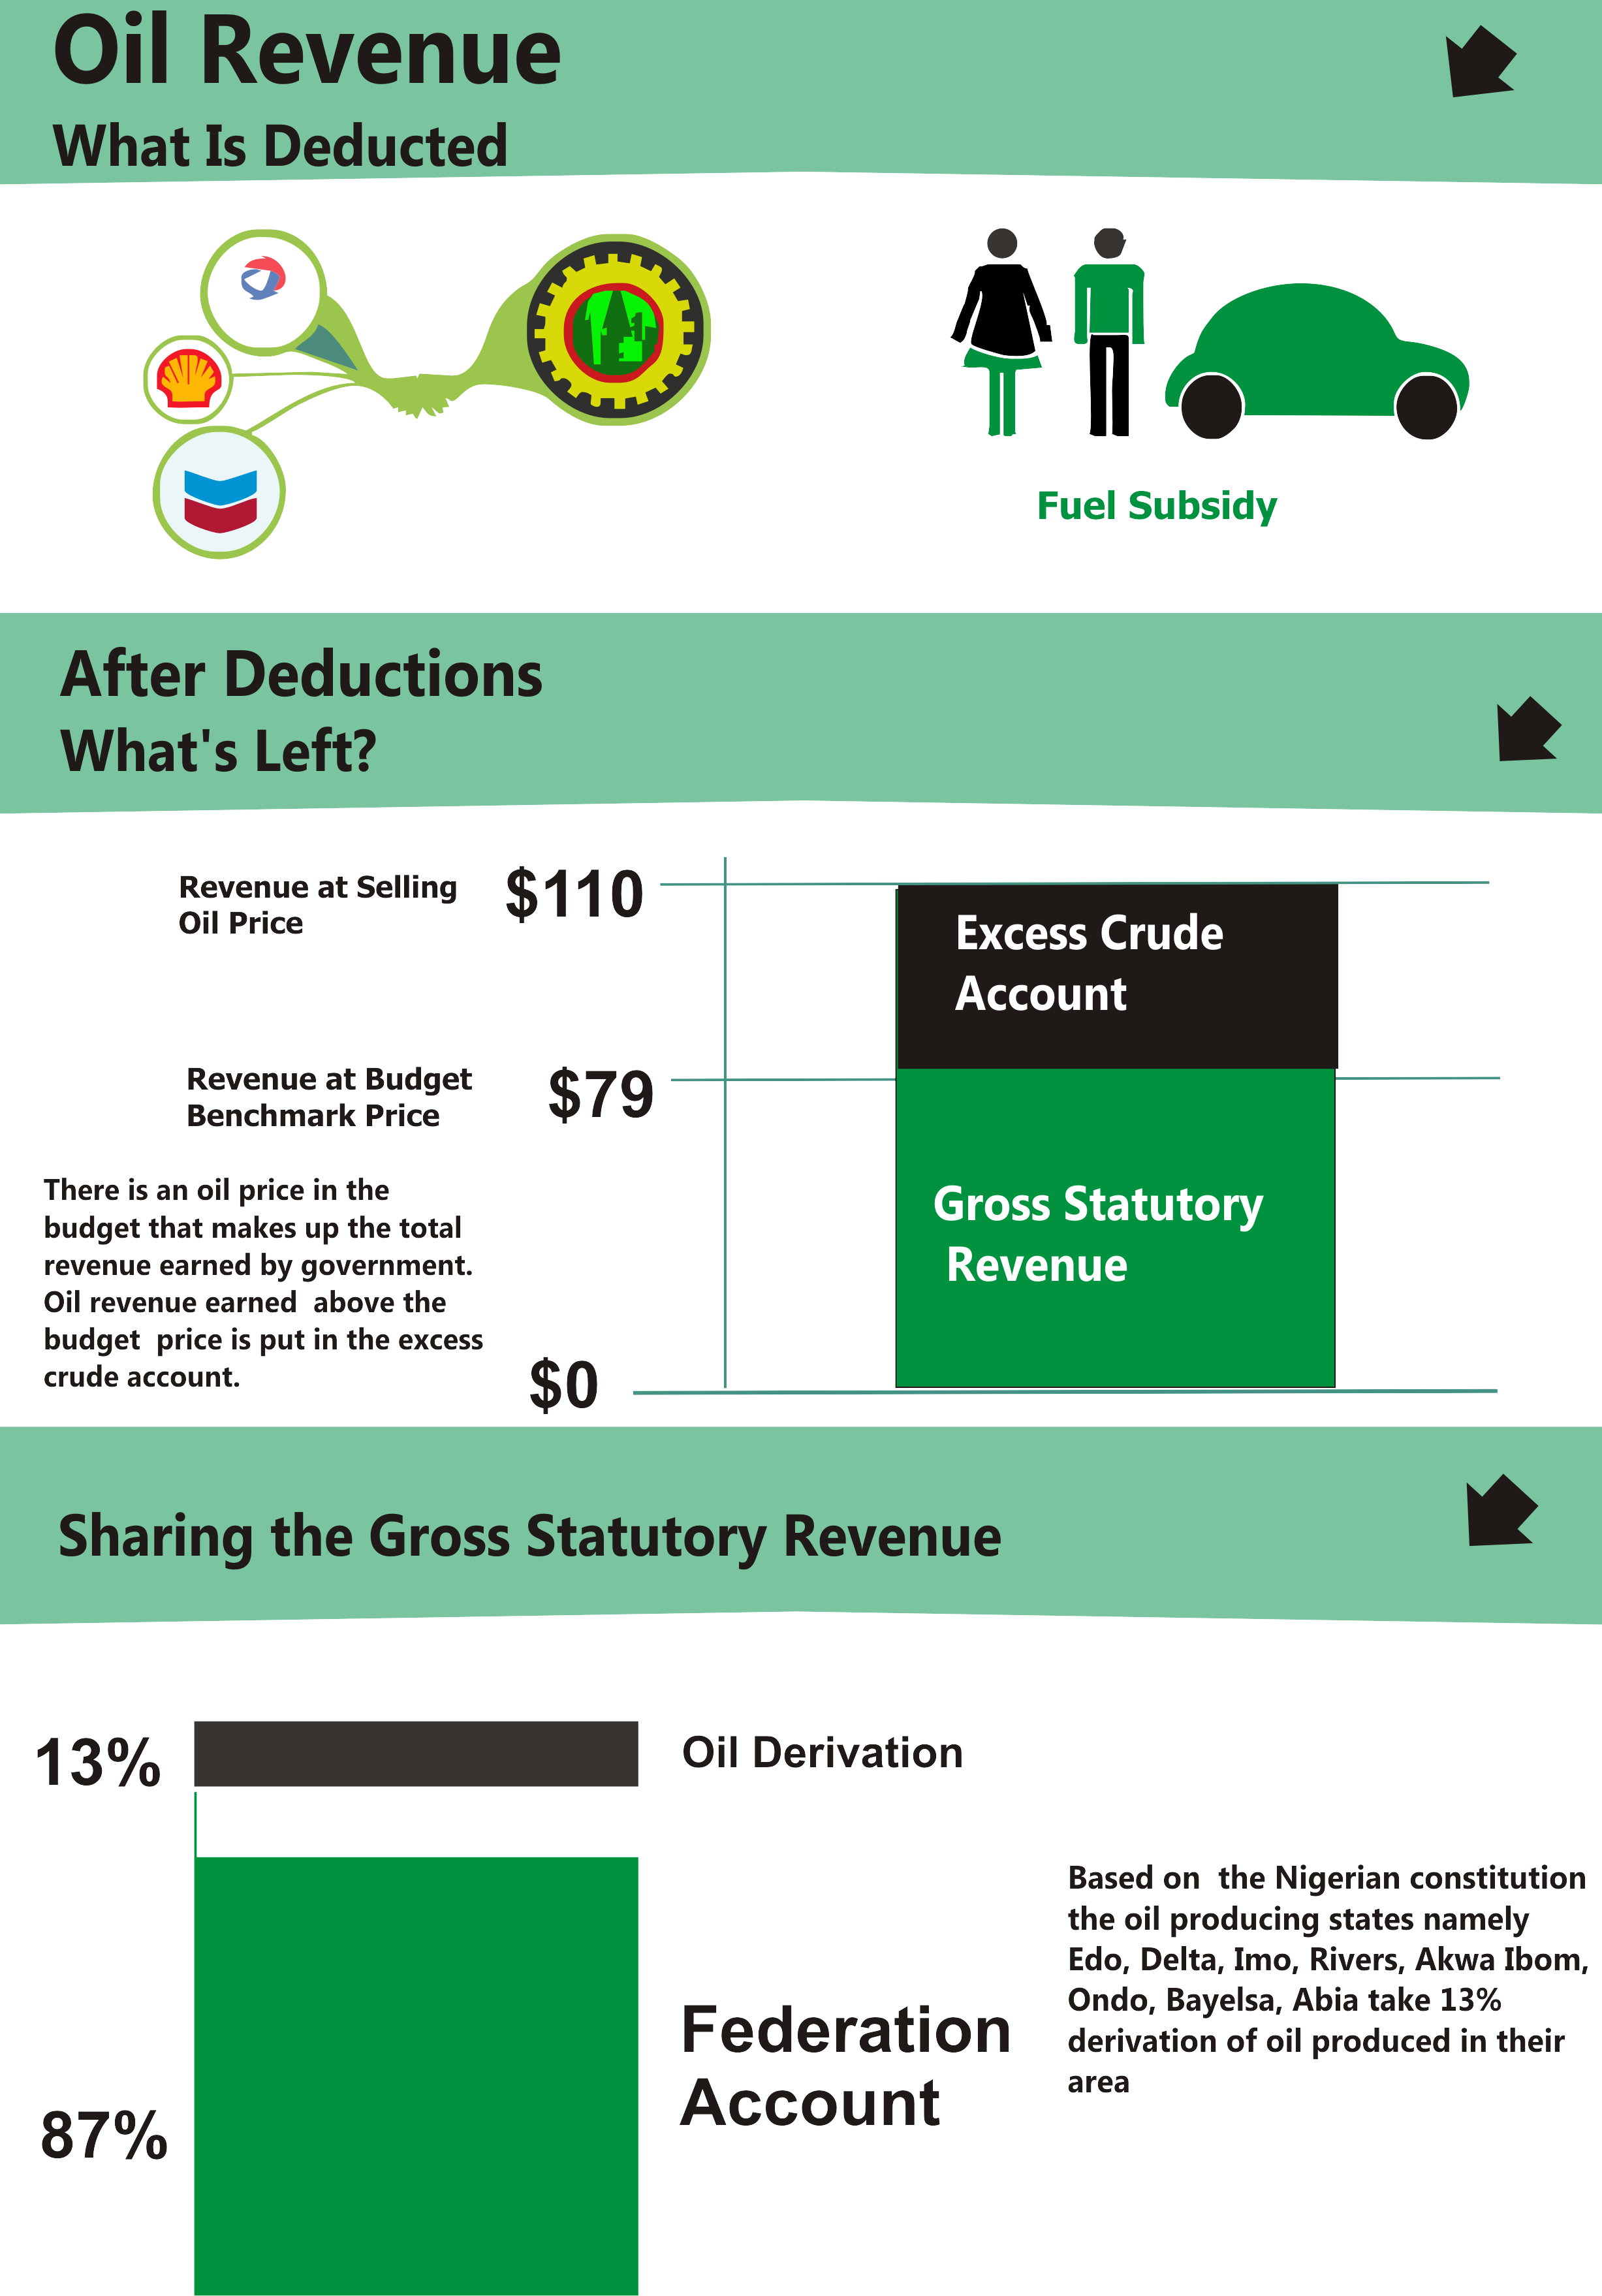 Oil Revenue
What Is Deducted
Fuel Subsidy
After Deductions
What's Left?
Revenue at Selling
Oil Price
$110
Excess Crude
Account
Revenue at Budget
Benchmark Price
$79
There is an oil price in the
budget that makes up the total
revenue earned by government.
Oil revenue earned  above the
budget  price is put in the excess
crude account.
Gross Statutory
Revenue
$0
Sharing the Gross Statutory Revenue
13%
Oil Derivation
87%
Federation
Account
Based on  the Nigerian constitution
the oil producing states namely
Edo, Delta, Imo, Rivers, Akwa Ibom,
Ondo, Bayelsa, Abia take 13%
derivation of oil produced in their
area